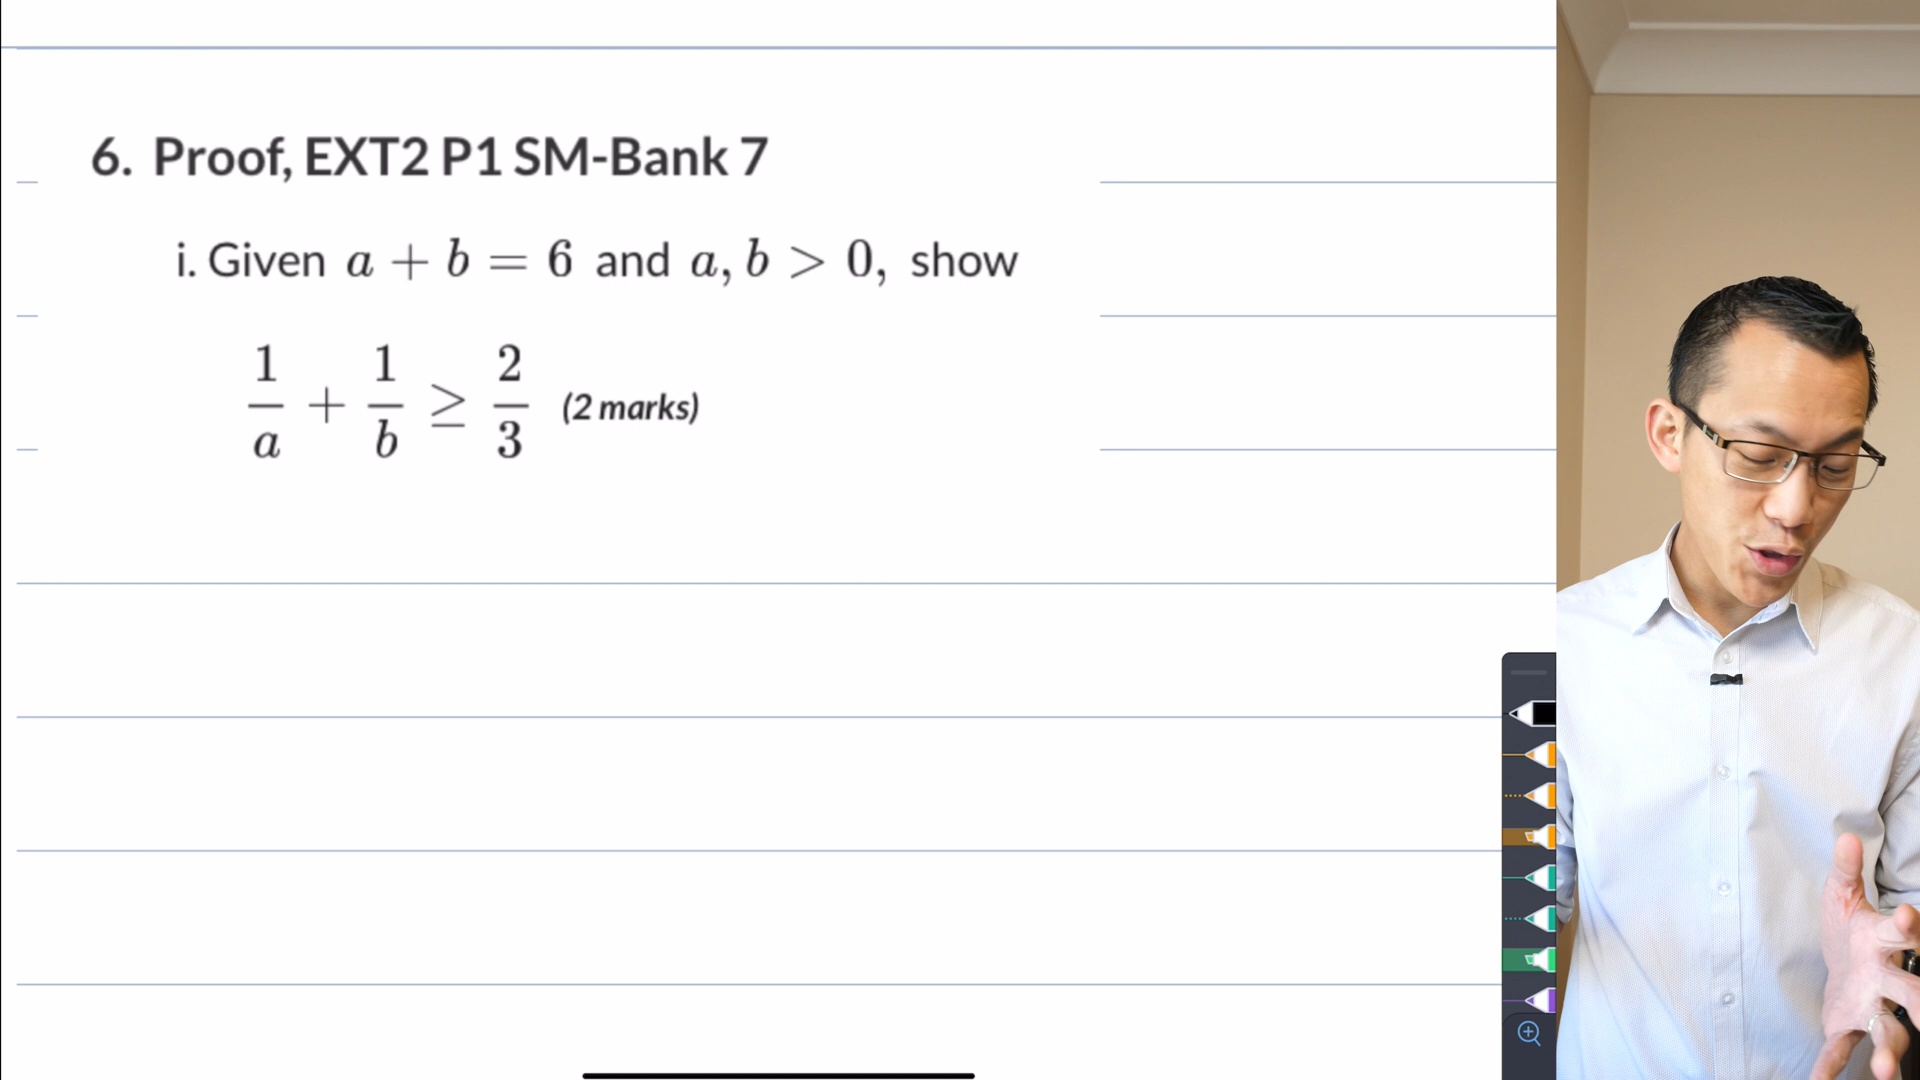 6. Proof, EXT2 P1 SM-Bank 7
i. Given a + b = 6 and a, b > 0, show
1/a + 1/b ≥ 2/3 (2 marks)